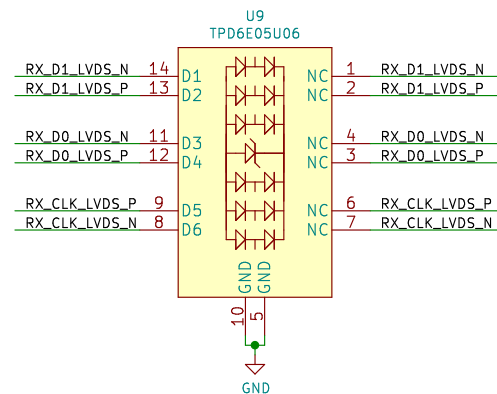 U9
TPD6E05U06
RX_D1_LVDS_N 14 D1 NC 1 RX_D1_LVDS_N
RX_D1_LVDS_P 13 D2 NC 2 RX_D1_LVDS_P
RX_D0_LVDS_N 11 D3 NC 4 RX_D0_LVDS_N
RX_D0_LVDS_P 12 D4 NC 3 RX_D0_LVDS_P
RX_CLK_LVDS_P 9 D5 NC 6 RX_CLK_LVDS_P
RX_CLK_LVDS_N 8 D6 NC 7 RX_CLK_LVDS_N
GND GND
10 5
GND